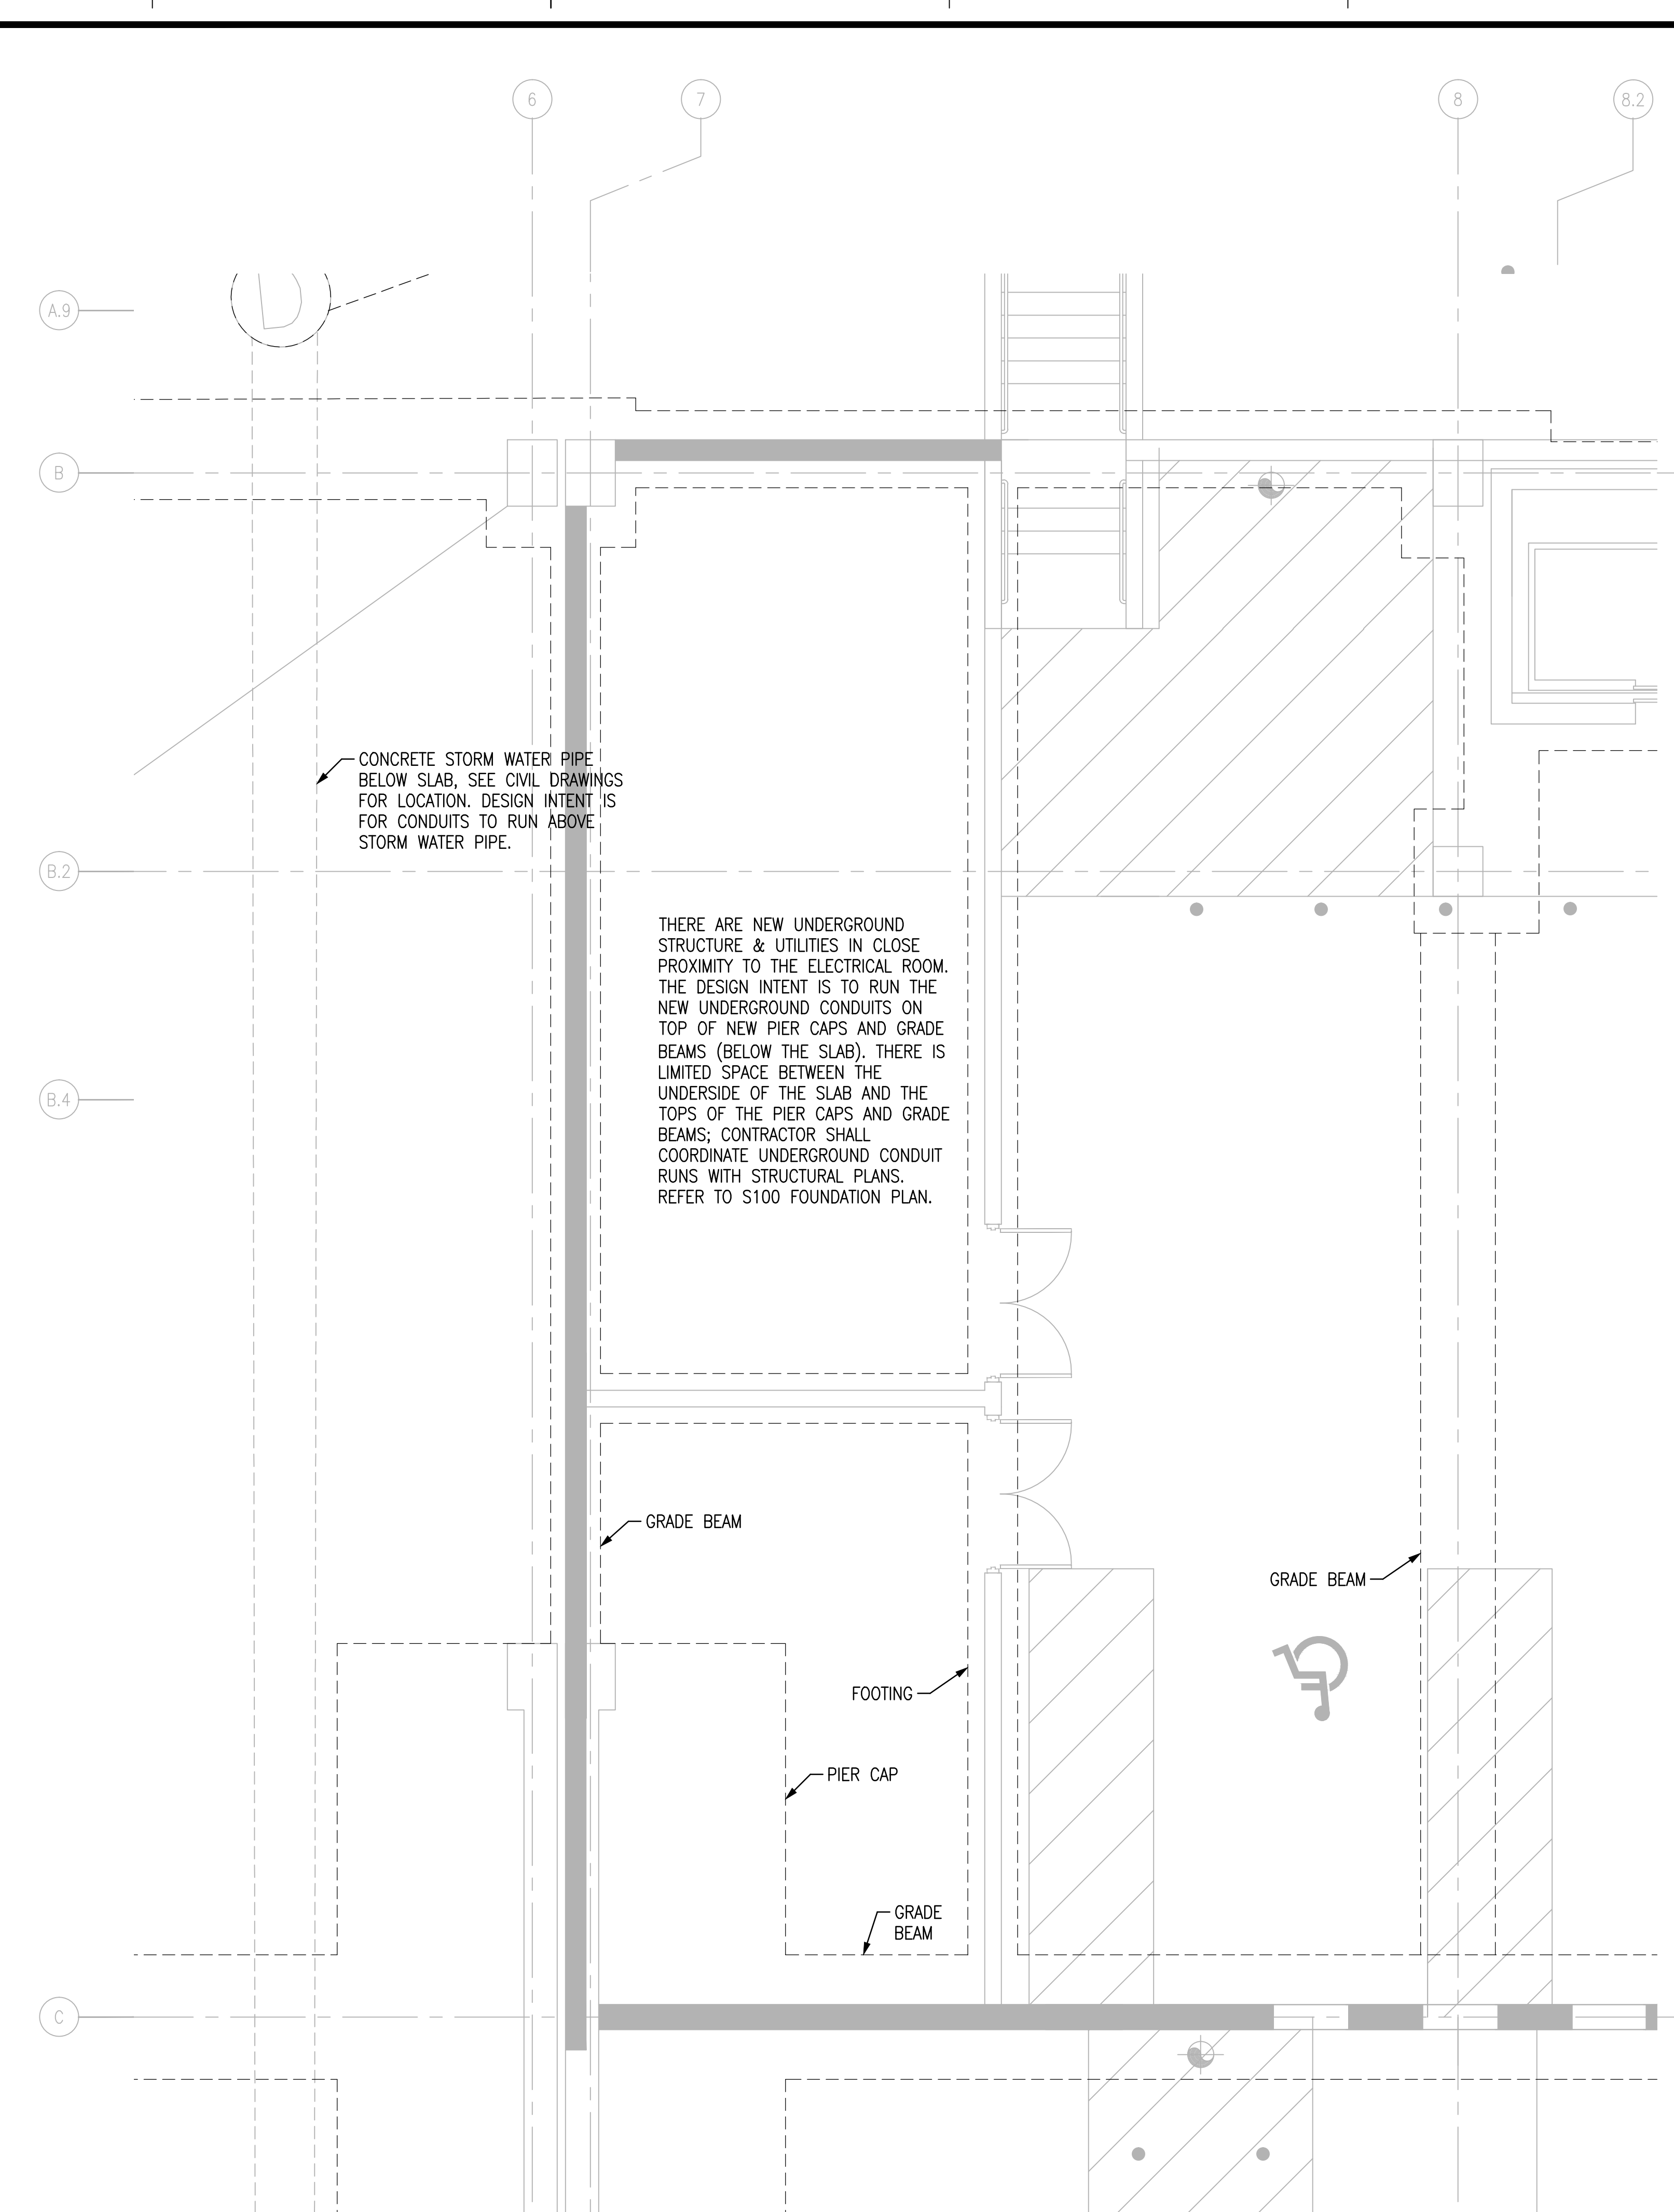 6
7
8
8.2
A.9
D
B
CONCRETE STORM WATER PIPE
BELOW SLAB, SEE CIVIL DRAWINGS
FOR LOCATION. DESIGN INTENT IS
FOR CONDUITS TO RUN ABOVE
STORM WATER PIPE.
B.2
THERE ARE NEW UNDERGROUND
STRUCTURE & UTILITIES IN CLOSE
PROXIMITY TO THE ELECTRICAL ROOM.
THE DESIGN INTENT IS TO RUN THE
NEW UNDERGROUND CONDUITS ON
TOP OF NEW PIER CAPS AND GRADE
BEAMS (BELOW THE SLAB). THERE IS
LIMITED SPACE BETWEEN THE
UNDERSIDE OF THE SLAB AND THE
TOPS OF THE PIER CAPS AND GRADE
BEAMS; CONTRACTOR SHALL
COORDINATE UNDERGROUND CONDUIT
RUNS WITH STRUCTURAL PLANS.
REFER TO S100 FOUNDATION PLAN.
B.4
GRADE BEAM
GRADE BEAM
FOOTING
PIER CAP
GRADE
BEAM
C